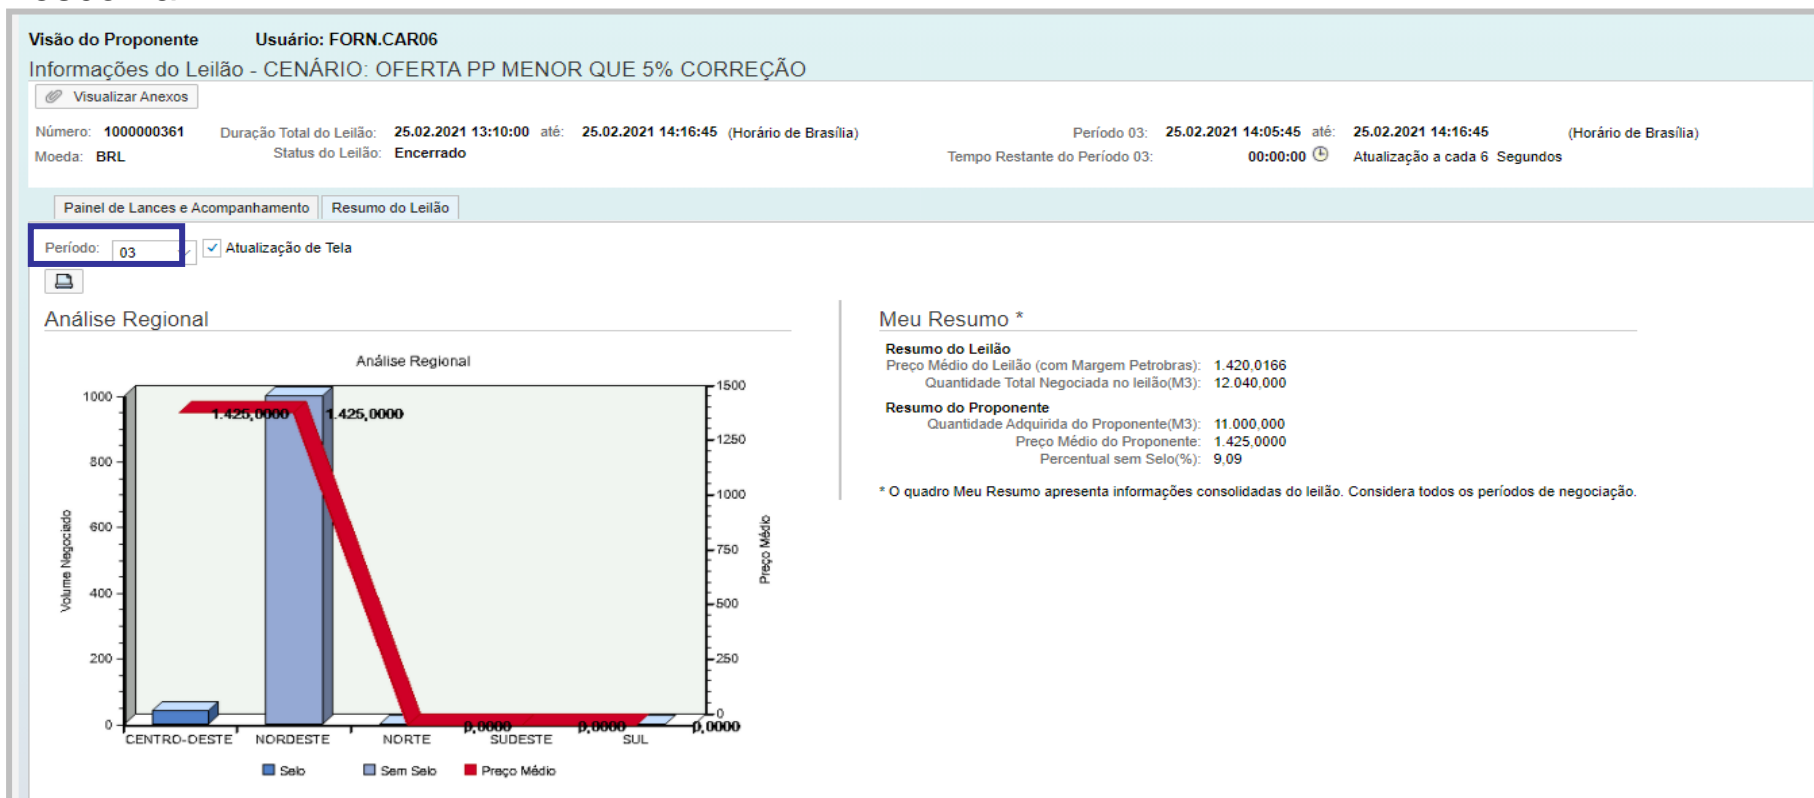 Visão do Proponente Usuário: FORN.CAR06
Informações do Leilão - CENÁRIO: OFERTA PP MENOR QUE 5% CORREÇÃO
Visualizar Anexos
Número: 1000000361 Duração Total do Leilão: 25.02.2021 13:10:00 até: 25.02.2021 14:16:45 (Horário de Brasília) Período 03: 25.02.2021 14:05:45 até: 25.02.2021 14:16:45 (Horário de Brasília)
Moeda: BRL Status do Leilão: Encerrado Tempo Restante do Período 03: 00:00:00 Atualização a cada 6 Segundos
Painel de Lances e Acompanhamento Resumo do Leilão
Período: 03 Atualização de Tela
Análise Regional
Análise Regional
1000
800
600
400
200
0
Volume Negociado
1.425,0000 1.425,0000 0,0000 0,0000 0,0000
1500
1250
1000
750
500
250
0
Preço Médio
CENTRO-OESTE NORDESTE NORTE SUDESTE SUL
Selo Sem Selo Preço Médio
Meu Resumo *
Resumo do Leilão
Preço Médio do Leilão (com Margem Petrobras): 1.420,0166
Quantidade Total Negociada no leilão(M3): 12.040,000
Resumo do Proponente
Quantidade Adquirida do Proponente(M3): 11.000,000
Preço Médio do Proponente: 1.425,0000
Percentual sem Selo(%): 9,09
* O quadro Meu Resumo apresenta informações consolidadas do leilão. Considera todos os períodos de negociação.